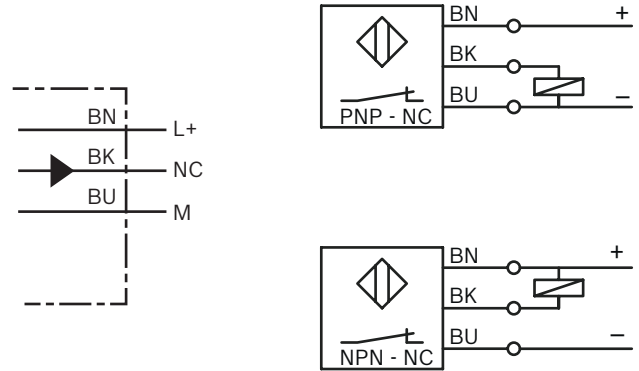 BN L+
BK NC
BU M
BN +
BK
BU −
PNP - NC
BN +
BK
BU −
NPN - NC